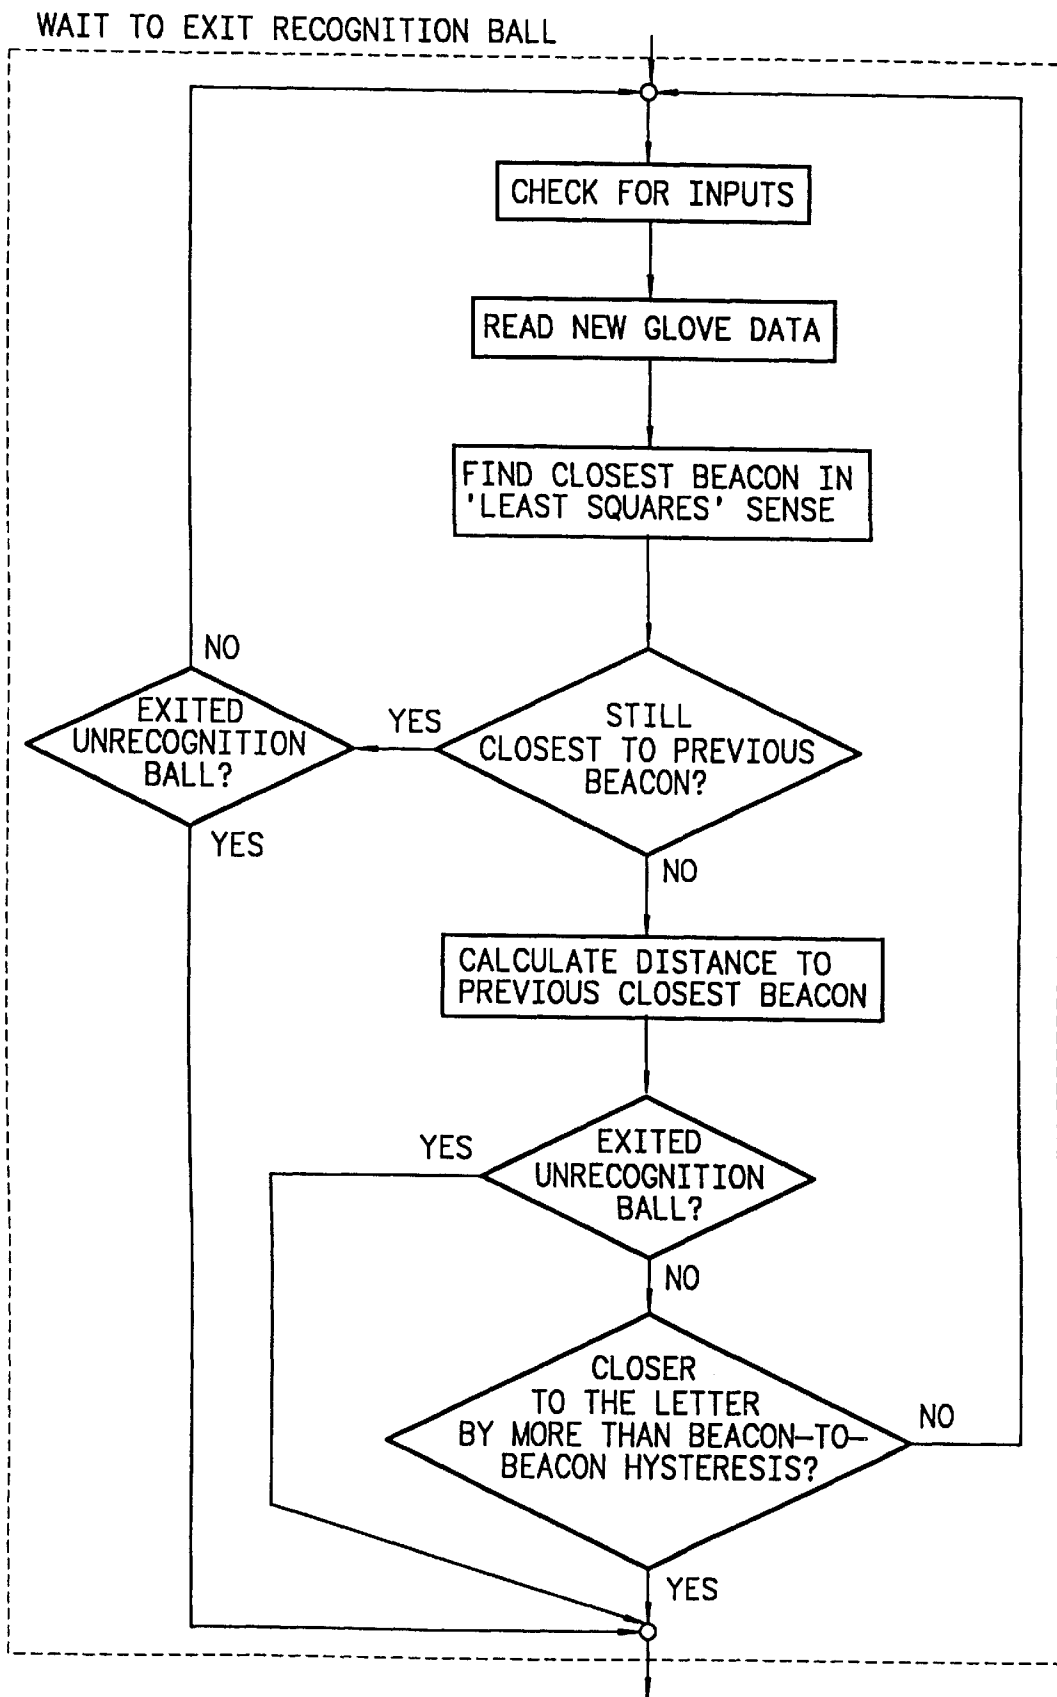 WAIT TO EXIT RECOGNITION BALL
CHECK FOR INPUTS
READ NEW GLOVE DATA
FIND CLOSEST BEACON IN
'LEAST SQUARES' SENSE
NO
EXITED
UNRECOGNITION
BALL?
YES
YES
STILL
CLOSEST TO PREVIOUS
BEACON?
NO
CALCULATE DISTANCE TO
PREVIOUS CLOSEST BEACON
YES
EXITED
UNRECOGNITION
BALL?
NO
CLOSER
TO THE LETTER
BY MORE THAN BEACON-TO-
BEACON HYSTERESIS?
NO
YES